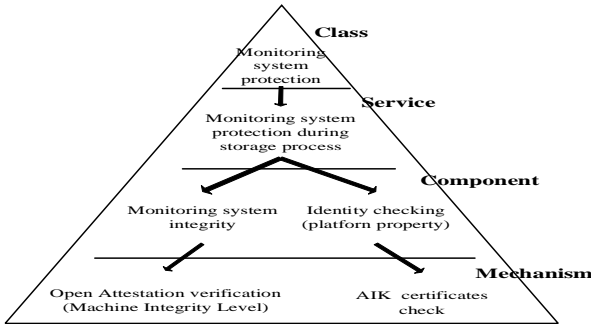 Class
Monitoring
system
protection
Service
Monitoring system
protection during
storage process
Component
Monitoring system
integrity
Identity checking
(platforn property)
Mechanism
Open Attestation verification
(Machine Integrity Level)
AIK certificates
check